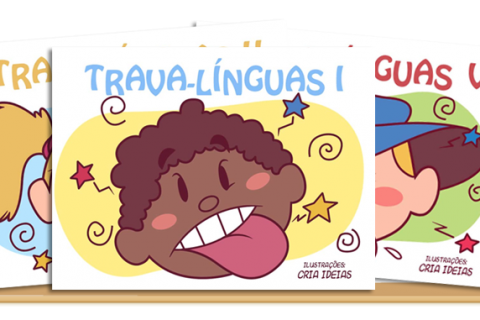 TRAVA-LÍNGUAS I
ILUSTRAÇÕES:
CRIA IDEIAS
TRA
GUAS V
ILUSTRAÇÕES:
CRIA IDEIAS